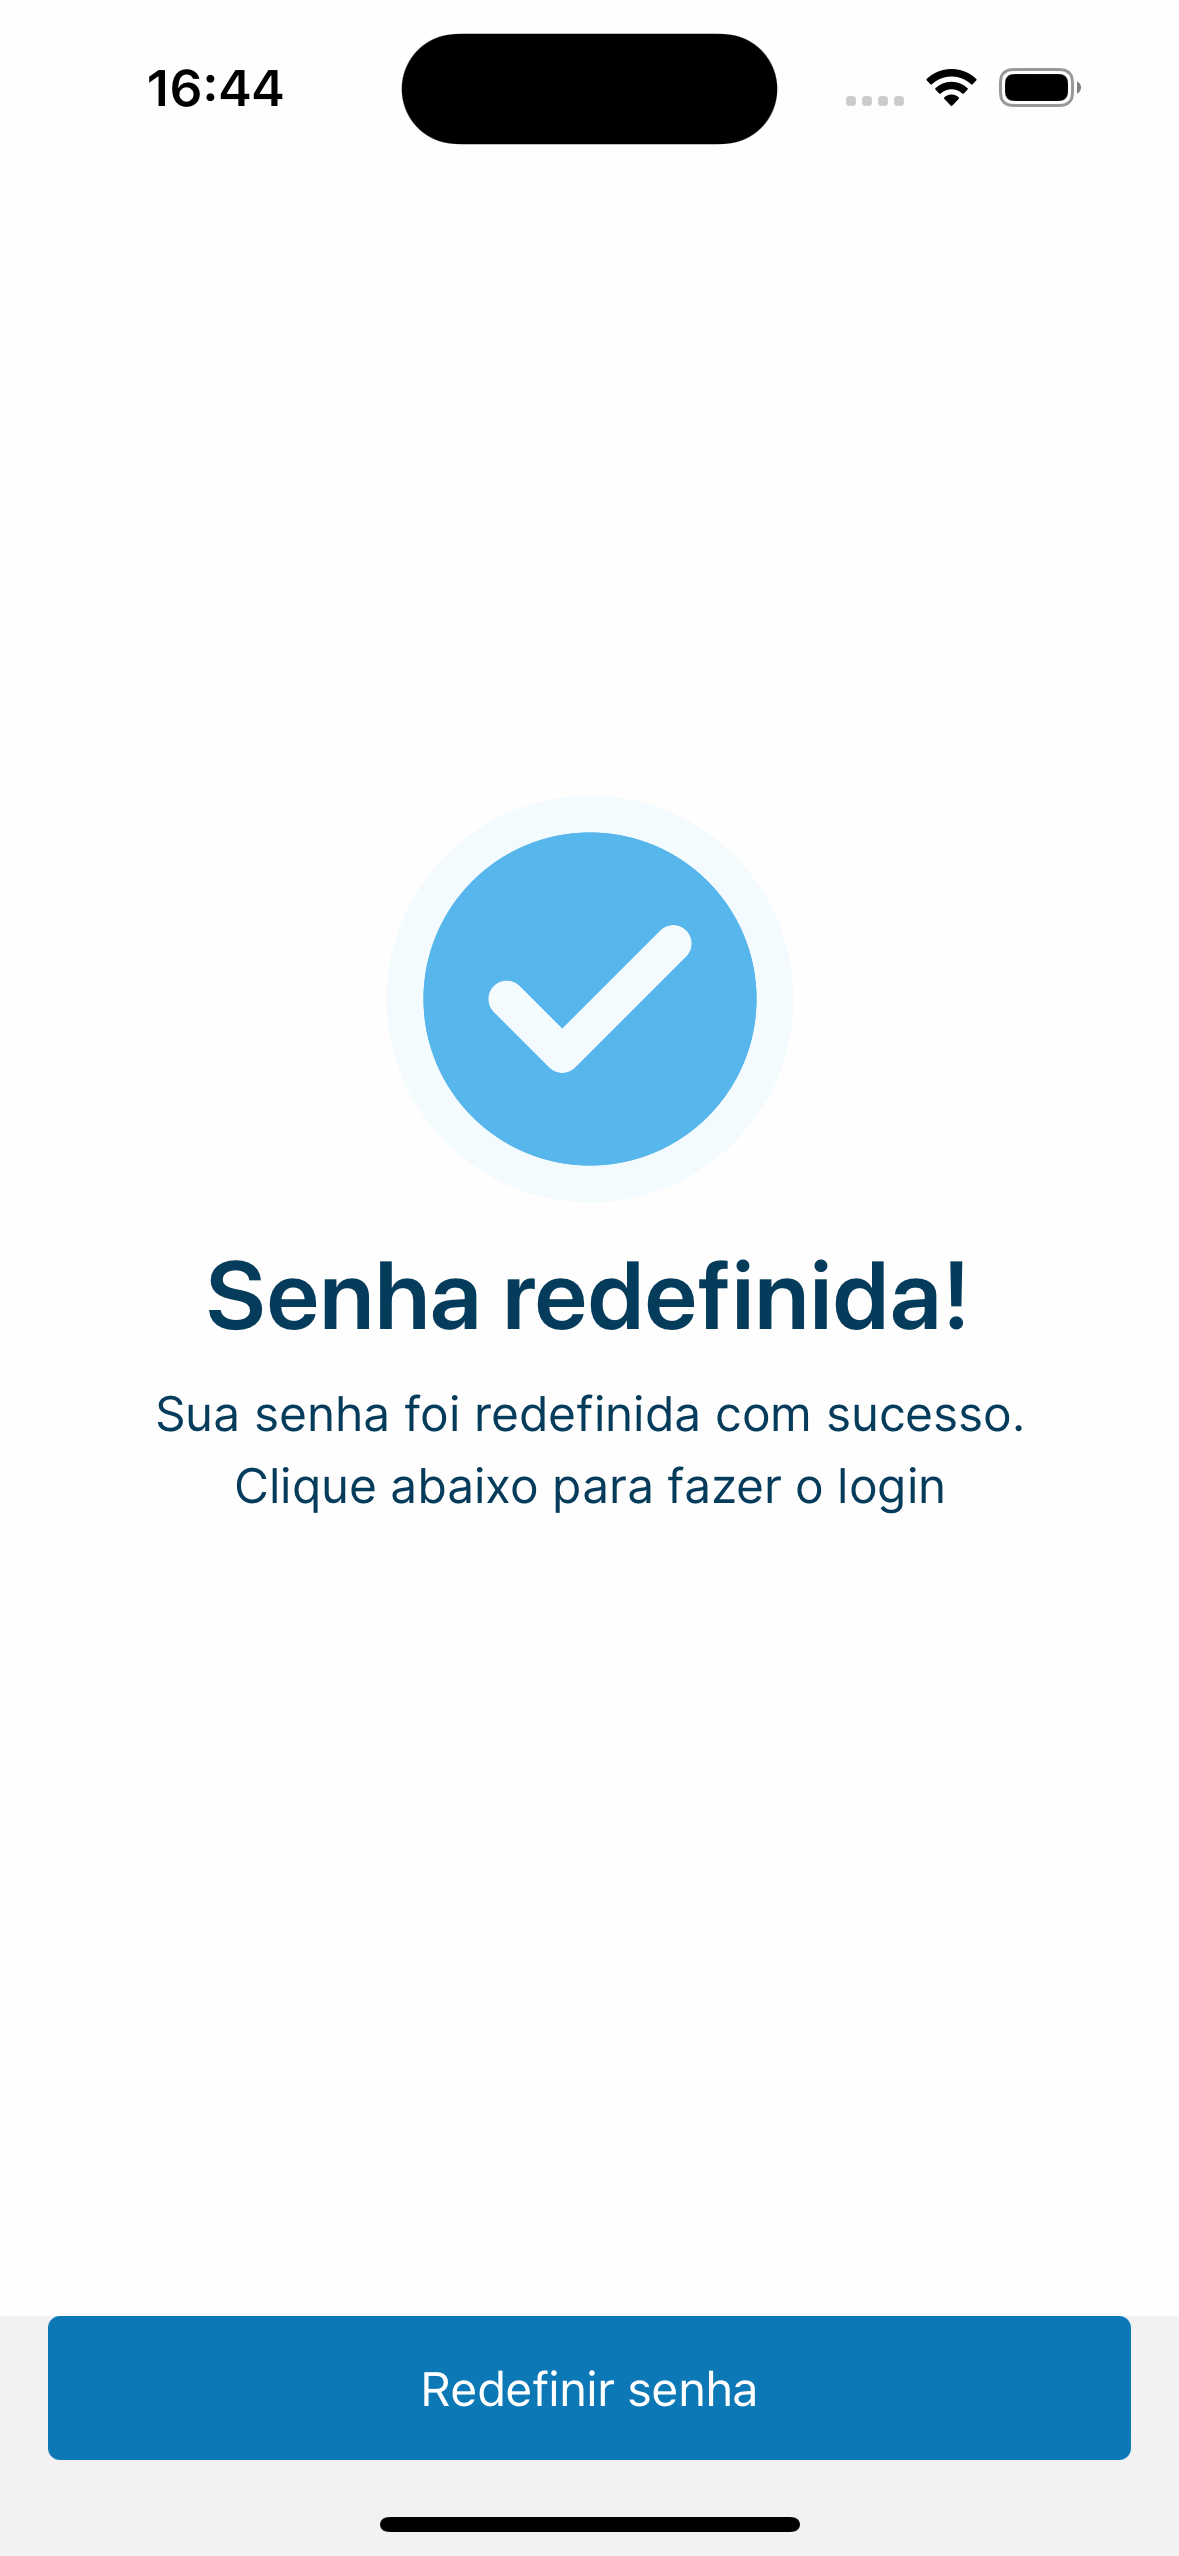 16:44
Senha redefinida!
Sua senha foi redefinida com sucesso.
Clique abaixo para fazer o login
Redefinir senha